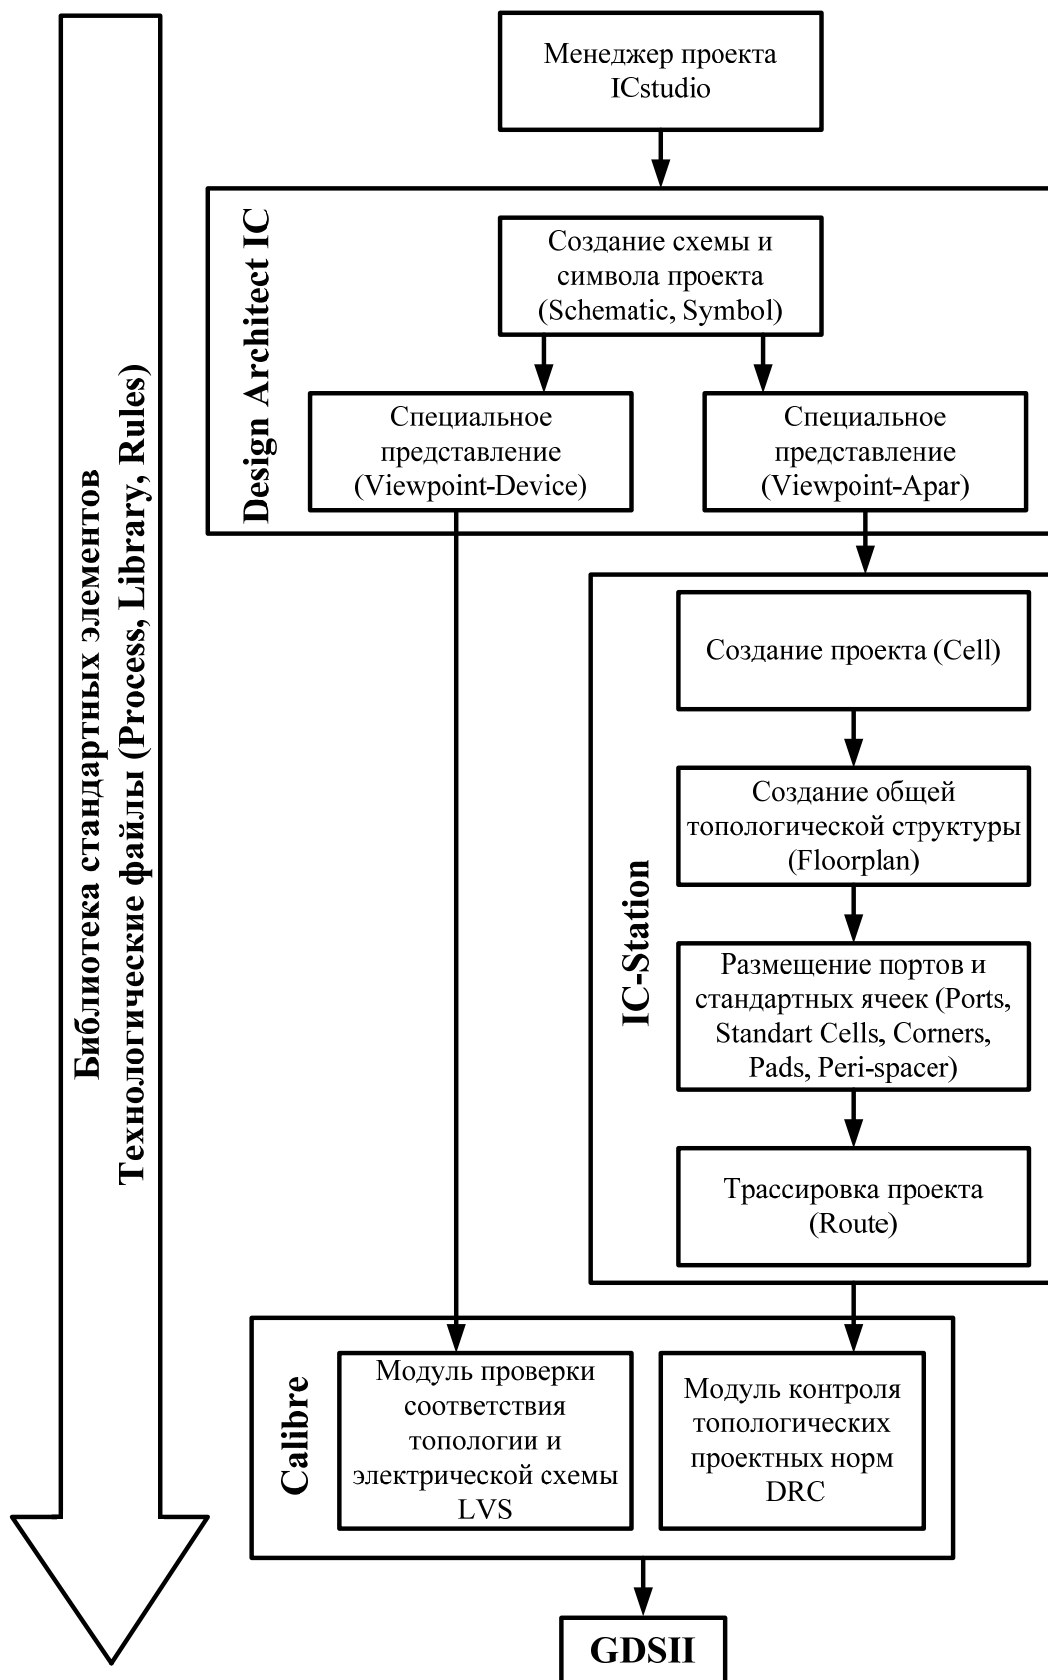 Менеджер проекта
ICstudio
Design Architect IC
Создание схемы и
символа проекта
(Schematic, Symbol)
Специальное
представление
(Viewpoint-Device)
Специальное
представление
(Viewpoint-Apar)
Библиотека стандартных элементов
Технологические файлы (Process, Library, Rules)
IC-Station
Создание проекта (Cell)
Создание общей
топологической структуры
(Floorplan)
Размещение портов и
стандартных ячеек (Ports,
Standart Cells, Corners,
Pads, Peri-spacer)
Трассировка проекта
(Route)
Calibre
Модуль проверки
соответствия
топологии и
электрической схемы
LVS
Модуль контроля
топологических
проектных норм
DRC
GDSII